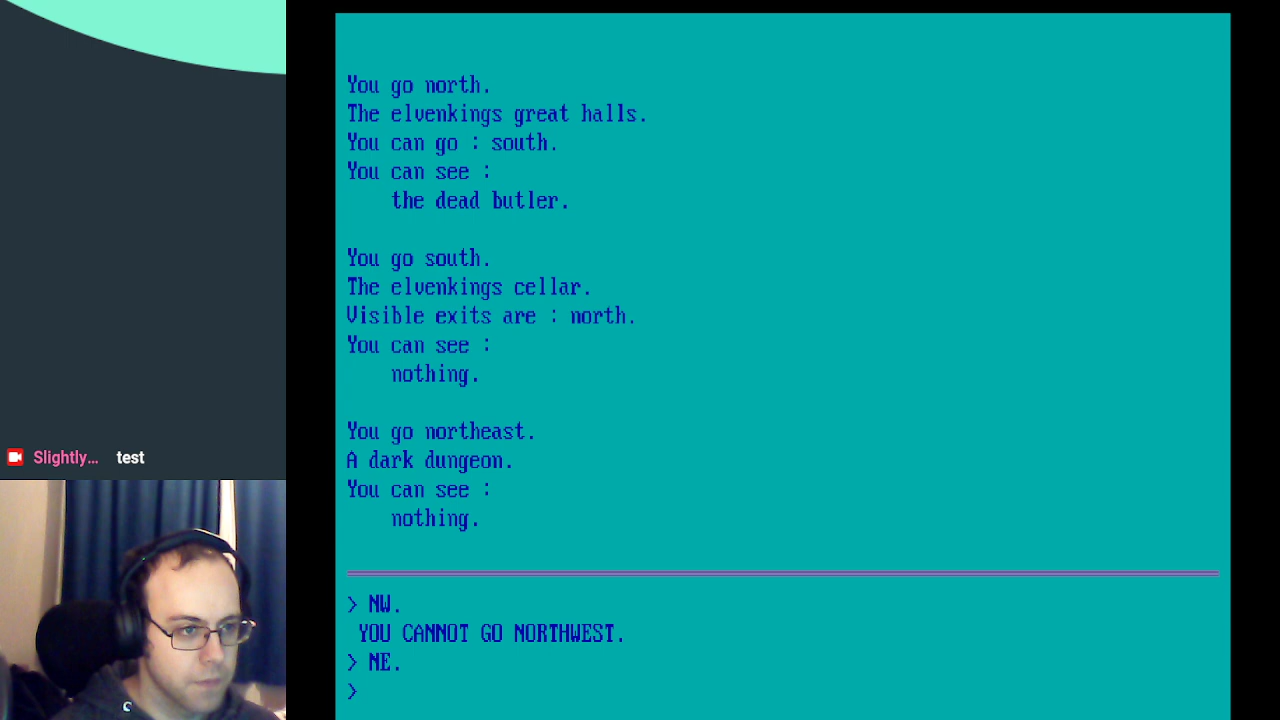 You go north.
The elvenkings great halls.
You can go : south.
You can see :
the dead butler.
You go south.
The elvenkings cellar.
Visible exits are : north.
You can see :
nothing.
You go northeast.
A dark dungeon.
You can see :
nothing.
> NW.
YOU CANNOT GO NORTHWEST.
> NE.
>
Slightly... test